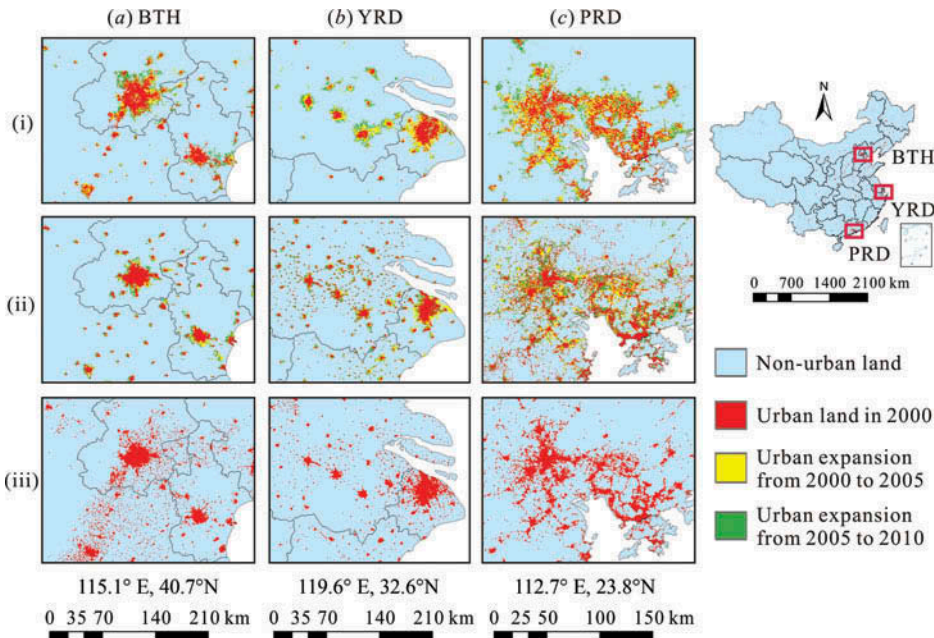 (a) BTH
(b) YRD
(c) PRD
(i)
(ii)
(iii)
N
BTH
YRD
PRD
0 700 1400 2100 km
Non-urban land
Urban land in 2000
Urban expansion
from 2000 to 2005
Urban expansion
from 2005 to 2010
115.1° E, 40.7°N
119.6° E, 32.6°N
112.7° E, 23.8°N
0 35 70 140 210 km
0 35 70 140 210 km
0 25 50 100 150 km